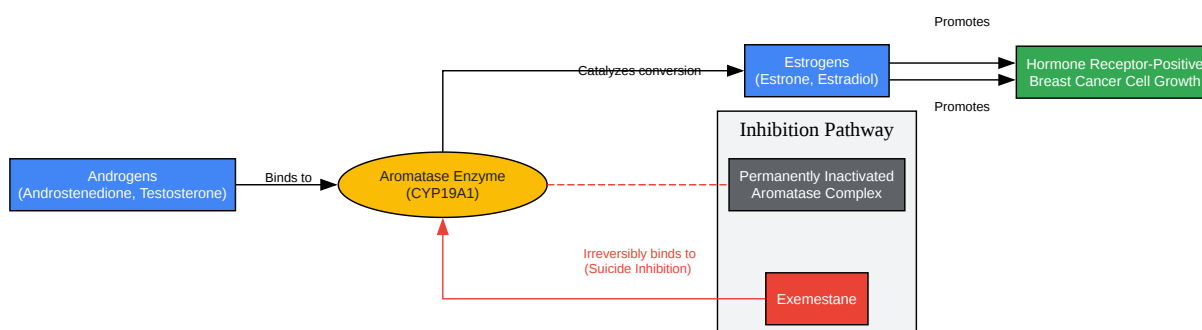 Promotes
Estrogens
(Estrone, Estradiol)
Hormone Receptor-Positive
Breast Cancer Cell Growth
Catalyzes conversion
Promotes
Inhibition Pathway
Androgens
(Androstenedione, Testosterone)
Binds to
Aromatase Enzyme
(CYP19A1)
Permanently Inactivated
Aromatase Complex
Irreversibly binds to
(Suicide Inhibition)
Exemestane